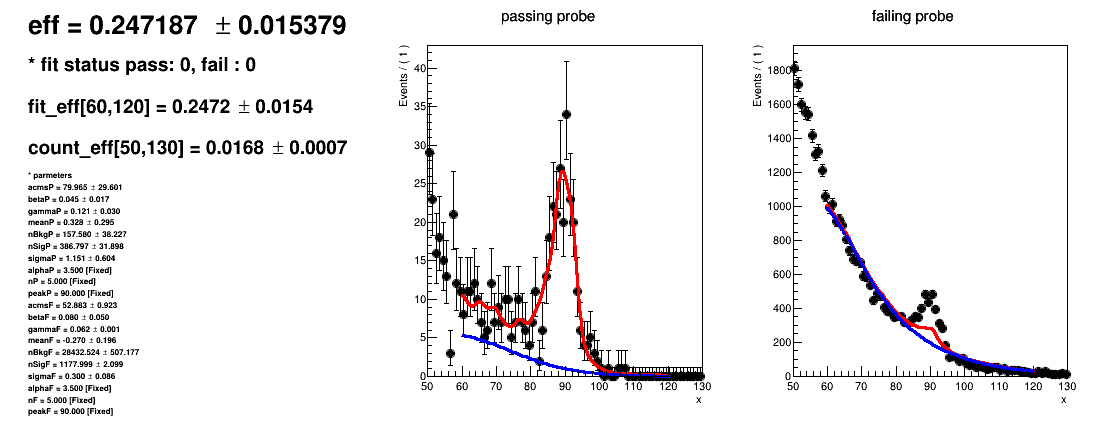 eff = 0.247187 ± 0.015379
* fit status pass: 0, fail : 0
fit_eff[60,120] = 0.2472 ± 0.0154
count_eff[50,130] = 0.0168 ± 0.0007
* parmeters
acmsP = 79.965 ± 29.601
betaP = 0.045 ± 0.017
gammaP = 0.121 ± 0.030
meanP = 0.328 ± 0.295
nBkgP = 157.580 ± 38.227
nSigP = 386.797 ± 31.898
sigmaP = 1.151 ± 0.604
alphaP = 3.500 [Fixed]
nP = 5.000 [Fixed]
peakP = 90.000 [Fixed]
acmsF = 52.883 ± 0.923
betaF = 0.080 ± 0.050
gammaF = 0.062 ± 0.001
meanF = -0.270 ± 0.196
nBkgF = 28432.524 ± 507.177
nSigF = 1177.999 ± 2.099
sigmaF = 0.300 ± 0.086
alphaF = 3.500 [Fixed]
nF = 5.000 [Fixed]
peakF = 90.000 [Fixed]
passing probe
Events / ( 1 )
40
35
30
25
20
15
10
5
0
50 60 70 80 90 100 110 120 130
x
failing probe
Events / ( 1 )
1800
1600
1400
1200
1000
800
600
400
200
0
50 60 70 80 90 100 110 120 130
x